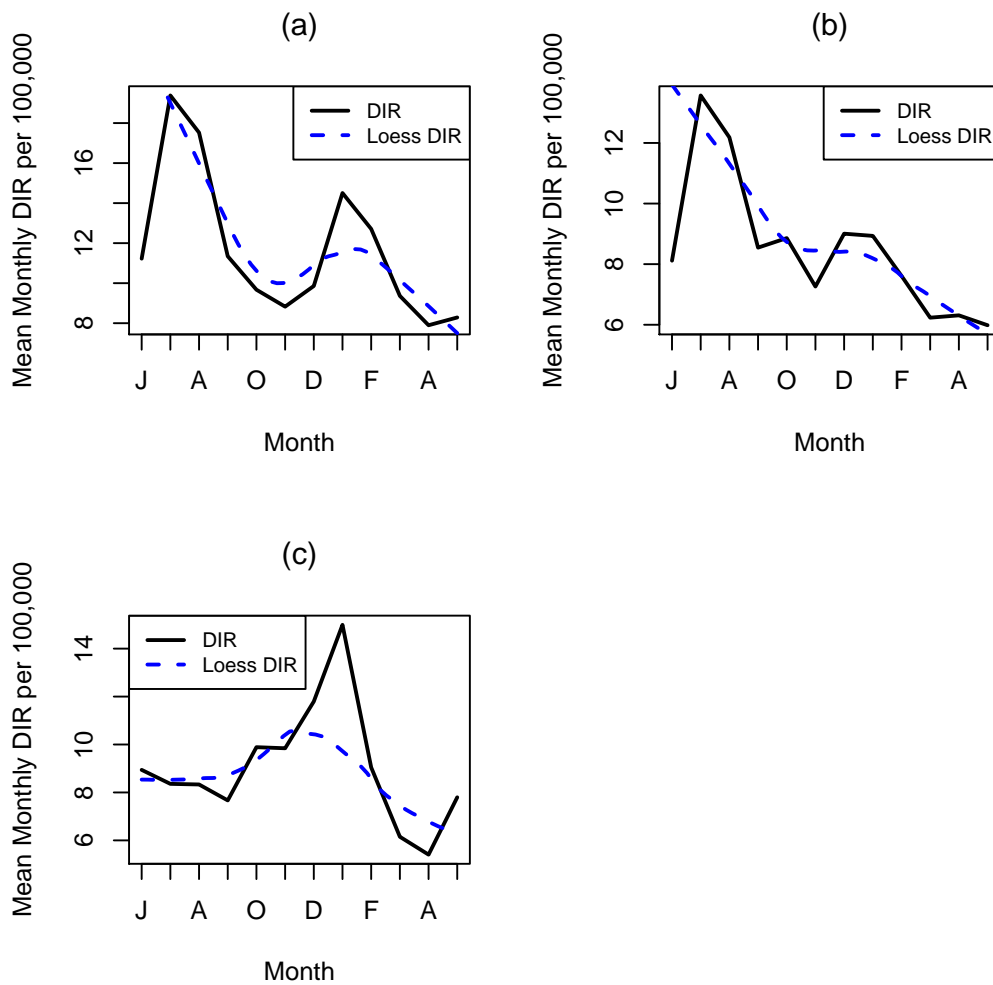 (a)
Mean Monthly DIR per 100,000
16
12
8
DIR
Loess DIR
J A O D F A
Month
(b)
Mean Monthly DIR per 100,000
12
10
8
6
DIR
Loess DIR
J A O D F A
Month
(c)
Mean Monthly DIR per 100,000
14
10
8
6
DIR
Loess DIR
J A O D F A
Month